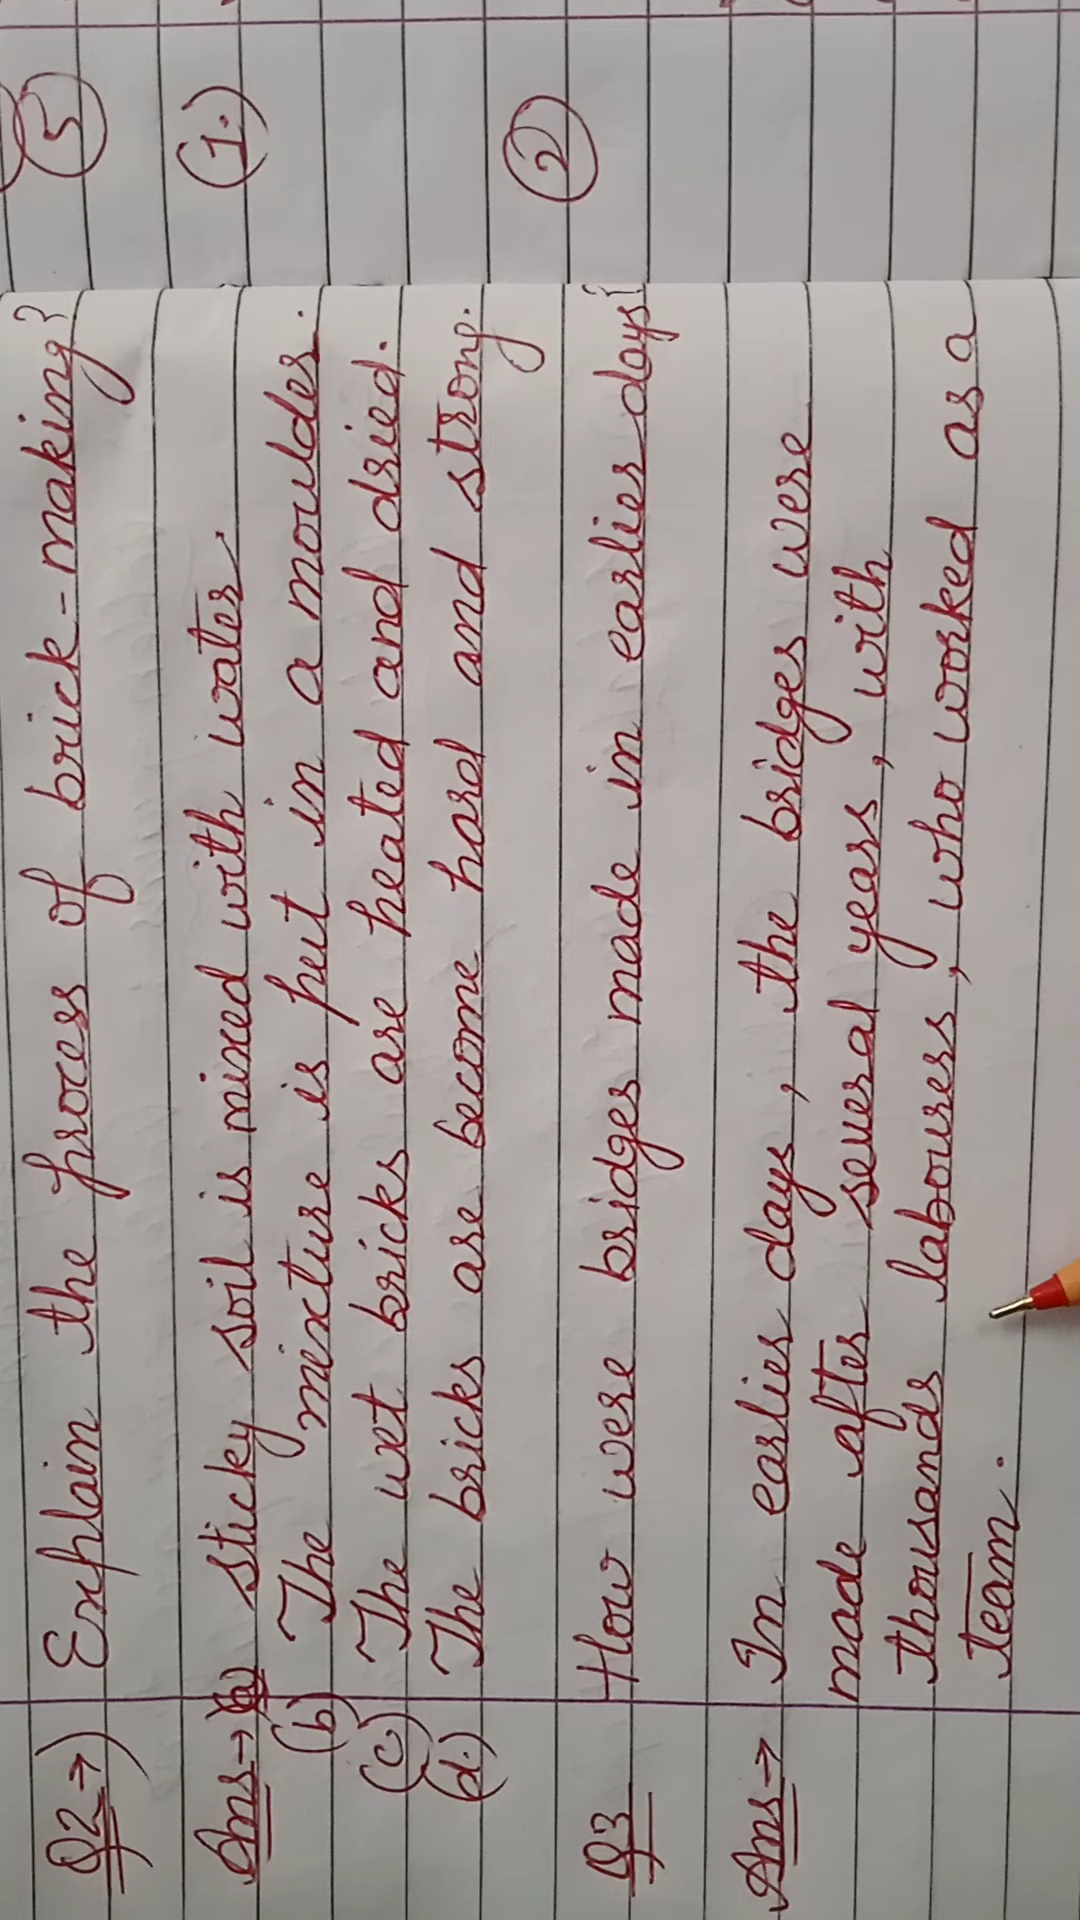 Q2→) Explain the process of brick-making?
Ans→(a) Sticky soil is mixed with water.
(b) The mixture is put in a moulder.
(c) The wet bricks are heated and dried.
(d.) The bricks are become hard and strong.
Q3 How were bridges made in earlier days?
Ans→ In earlier days, the bridges were
made after several years, with
thousands labourers, who worked as a
team.
5
(1.)
2